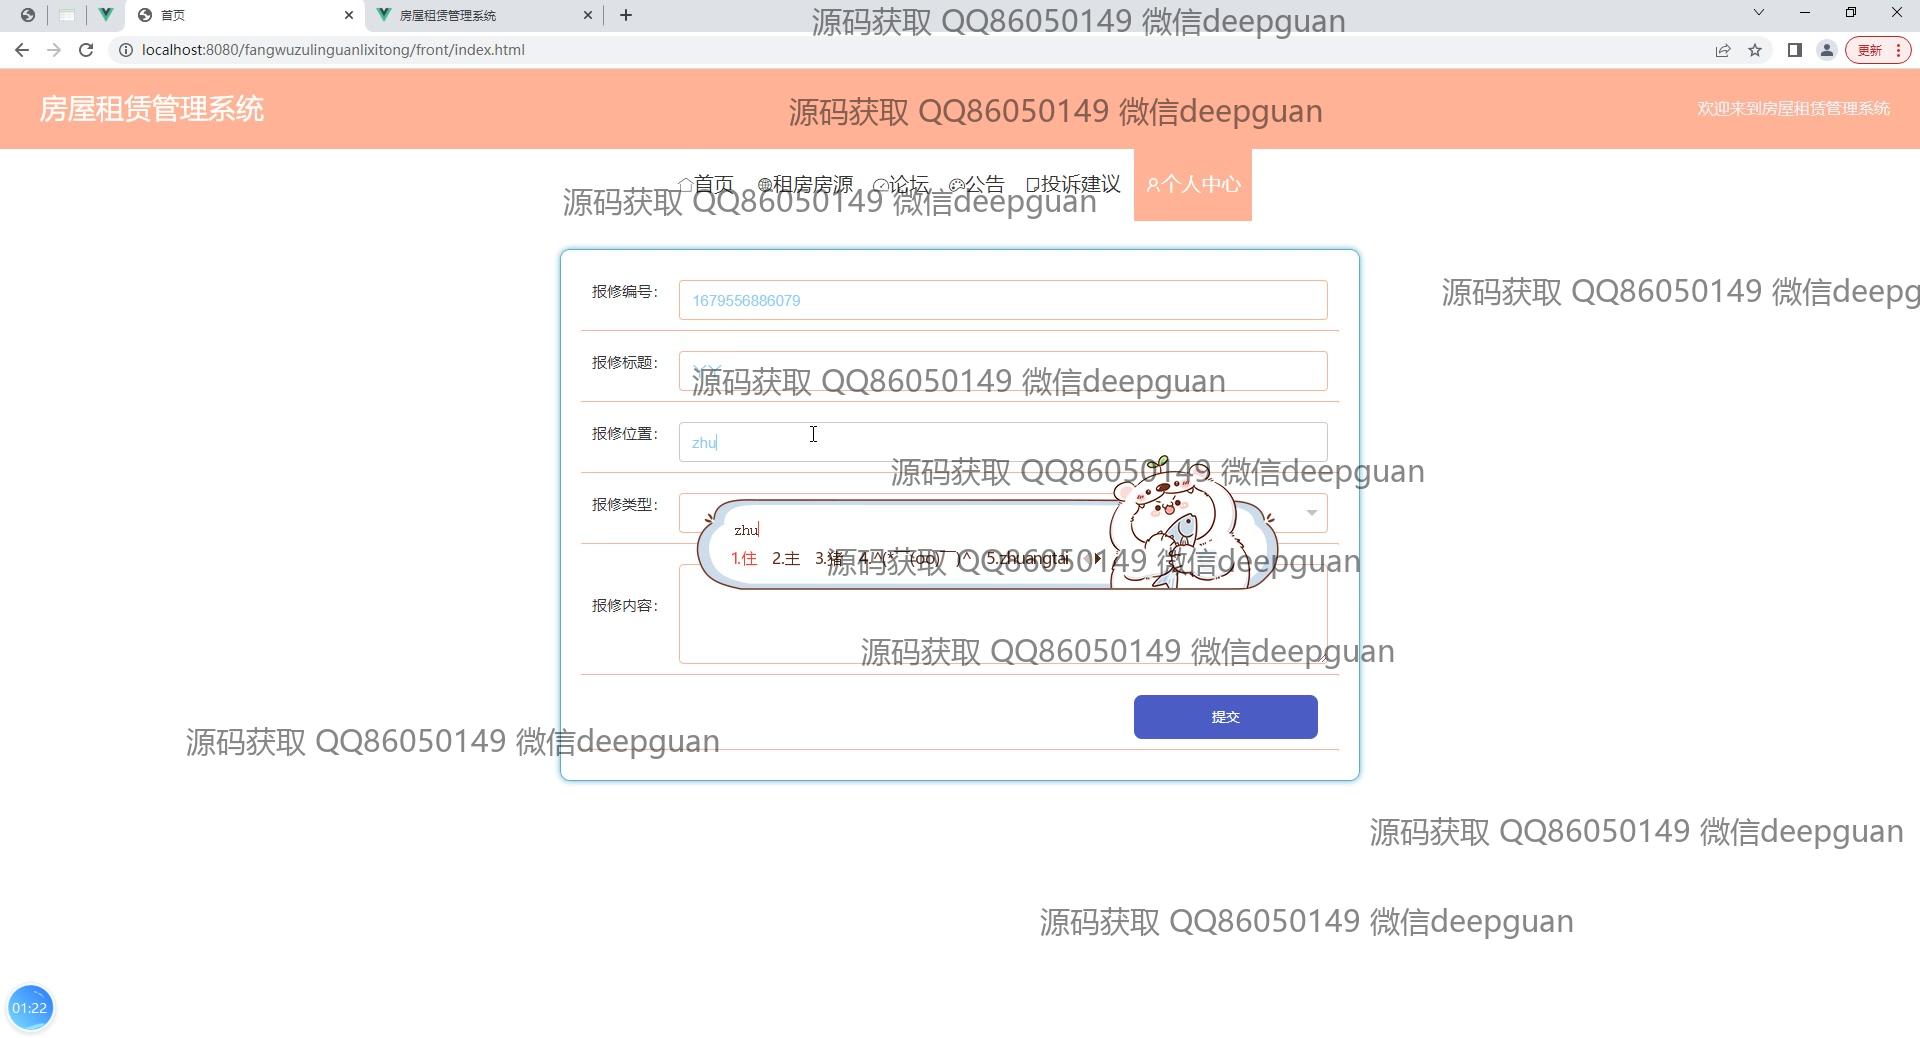 首页
房屋租赁管理系统
源码获取 QQ86050149 微信deepguan
localhost:8080/fangwuzulinguanlixitong/front/index.html
更新
房屋租赁管理系统
源码获取 QQ86050149 微信deepguan
欢迎来到房屋租赁管理系统
首页 租房房源 论坛 公告 投诉建议 个人中心
源码获取 QQ86050149 微信deepguan
报修编号: 1679556886079
源码获取 QQ86050149 微信deepg
报修标题:
源码获取 QQ86050149 微信deepguan
报修位置: zhu
源码获取 QQ86050149 微信deepguan
报修类型:
zhu
1.住 2.主 3.猪 5.zhuangtai
源码获取 QQ86050149 微信deepguan
报修内容:
源码获取 QQ86050149 微信deepguan
提交
源码获取 QQ86050149 微信deepguan
源码获取 QQ86050149 微信deepguan
源码获取 QQ86050149 微信deepguan
01:22